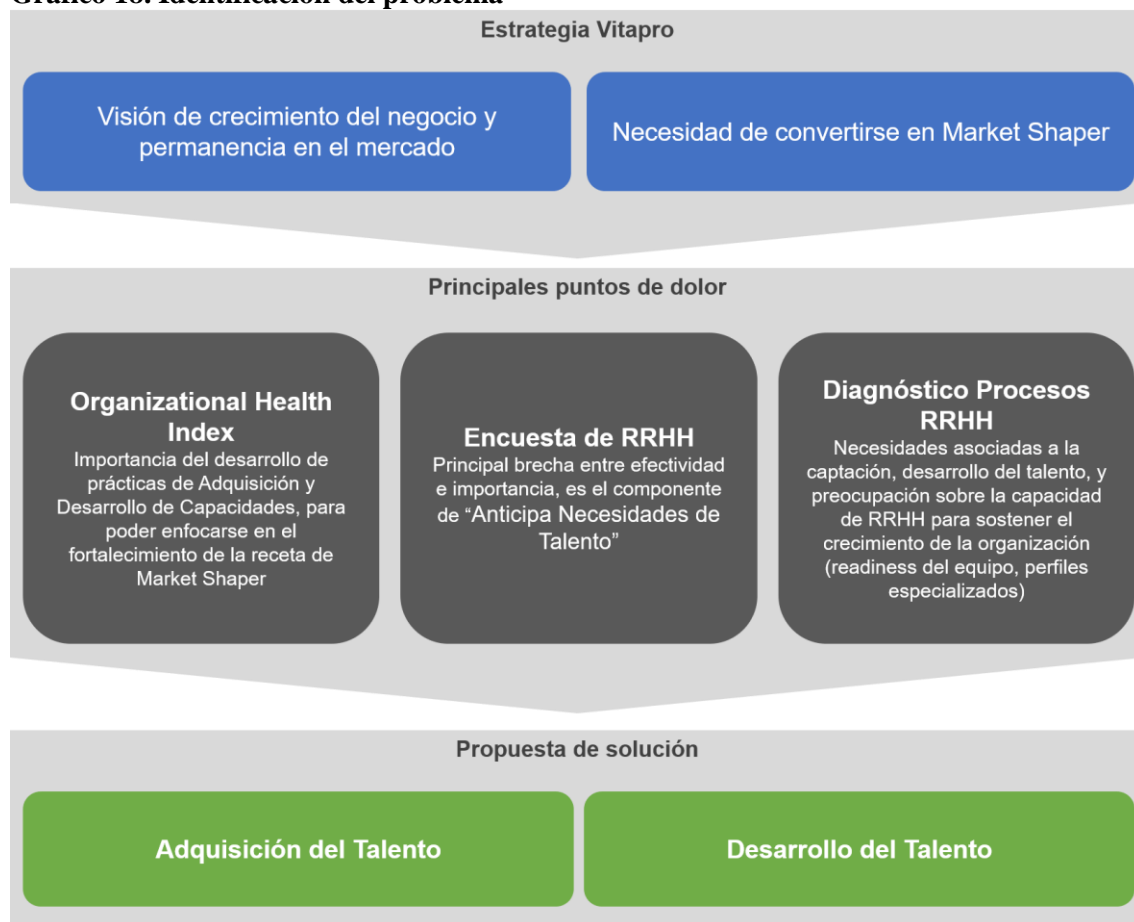 Gráfico 18. Identificación del problema
Estrategia Vitapro
Visión de crecimiento del negocio y
permanencia en el mercado
Necesidad de convertirse en Market Shaper
Principales puntos de dolor
Organizational Health
Index
Importancia del desarrollo de
prácticas de Adquisición y
Desarrollo de Capacidades, para
poder enfocarse en el
fortalecimiento de la receta de
Market Shaper
Encuesta de RRHH
Principal brecha entre efectividad
e importancia, es el componente
de “Anticipa Necesidades de
Talento”
Diagnóstico Procesos
RRHH
Necesidades asociadas a la
captación, desarrollo del talento, y
preocupación sobre la capacidad
de RRHH para sostener el
crecimiento de la organización
(readiness del equipo, perfiles
especializados)
Propuesta de solución
Adquisición del Talento
Desarrollo del Talento